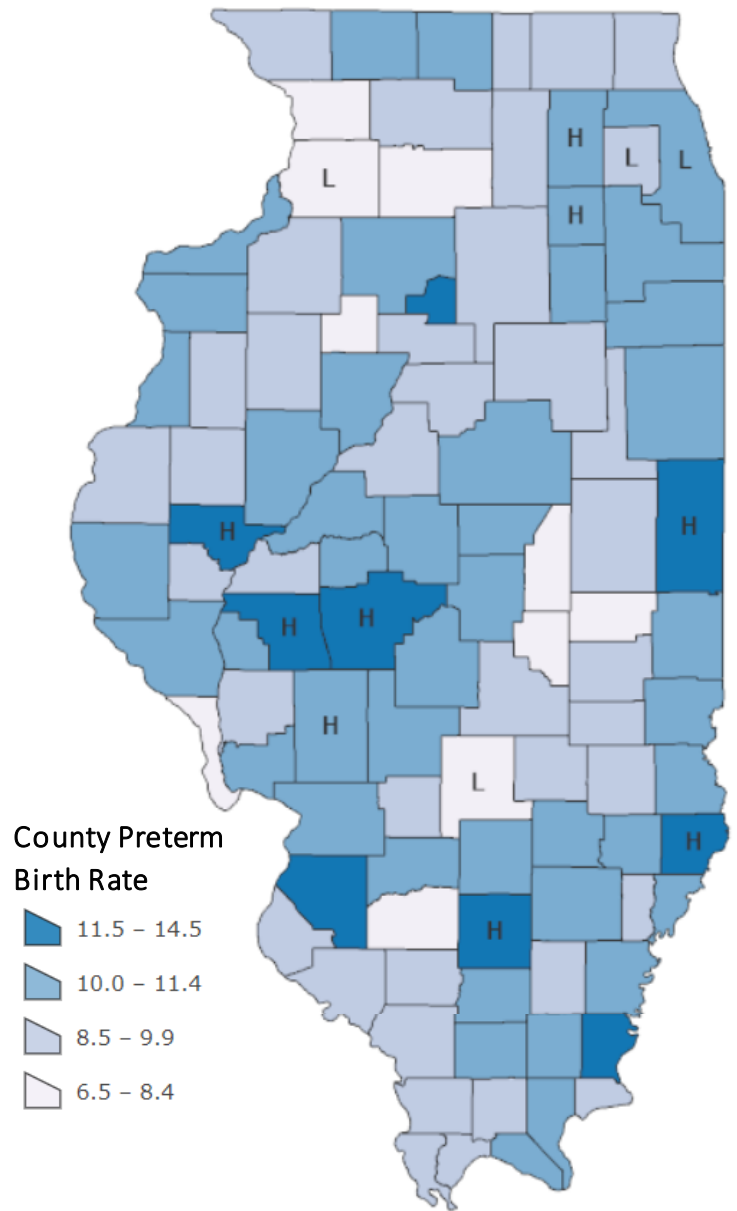 H
L
L
L
H
H
H
H
H
H
L
H
County Preterm
Birth Rate
11.5 – 14.5
H
10.0 – 11.4
8.5 – 9.9
6.5 – 8.4